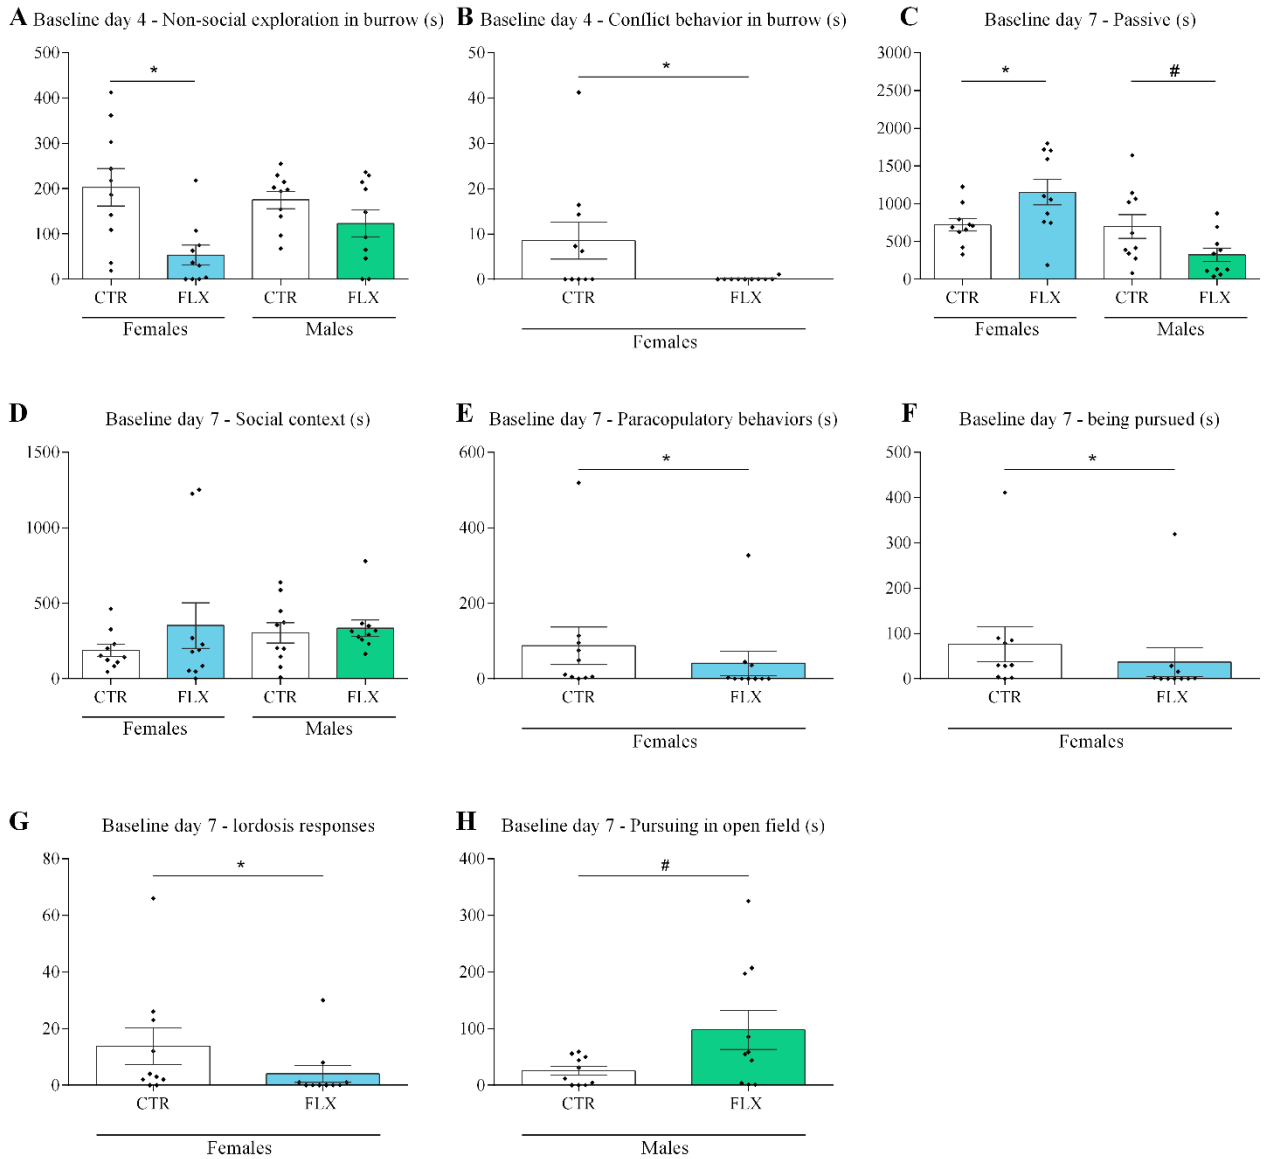 A Baseline day 4 - Non-social exploration in burrow (s)
500
400
300
200
100
0
*
CTR FLX CTR FLX
Females Males
B Baseline day 4 - Conflict behavior in burrow (s)
50
40
30
20
10
0
*
CTR FLX
Females
C Baseline day 7 - Passive (s)
3000
2500
2000
1500
1000
500
0
* #
CTR FLX CTR FLX
Females Males
D Baseline day 7 - Social context (s)
1500
1000
500
0
CTR FLX CTR FLX
Females Males
E Baseline day 7 - Paracopulatory behaviors (s)
600
400
200
0
*
CTR FLX
Females
F Baseline day 7 - being pursued (s)
500
400
300
200
100
0
*
CTR FLX
Females
G Baseline day 7 - lordosis responses
80
60
40
20
0
*
CTR FLX
Females
H Baseline day 7 - Pursuing in open field (s)
400
300
200
100
0
#
CTR FLX
Males